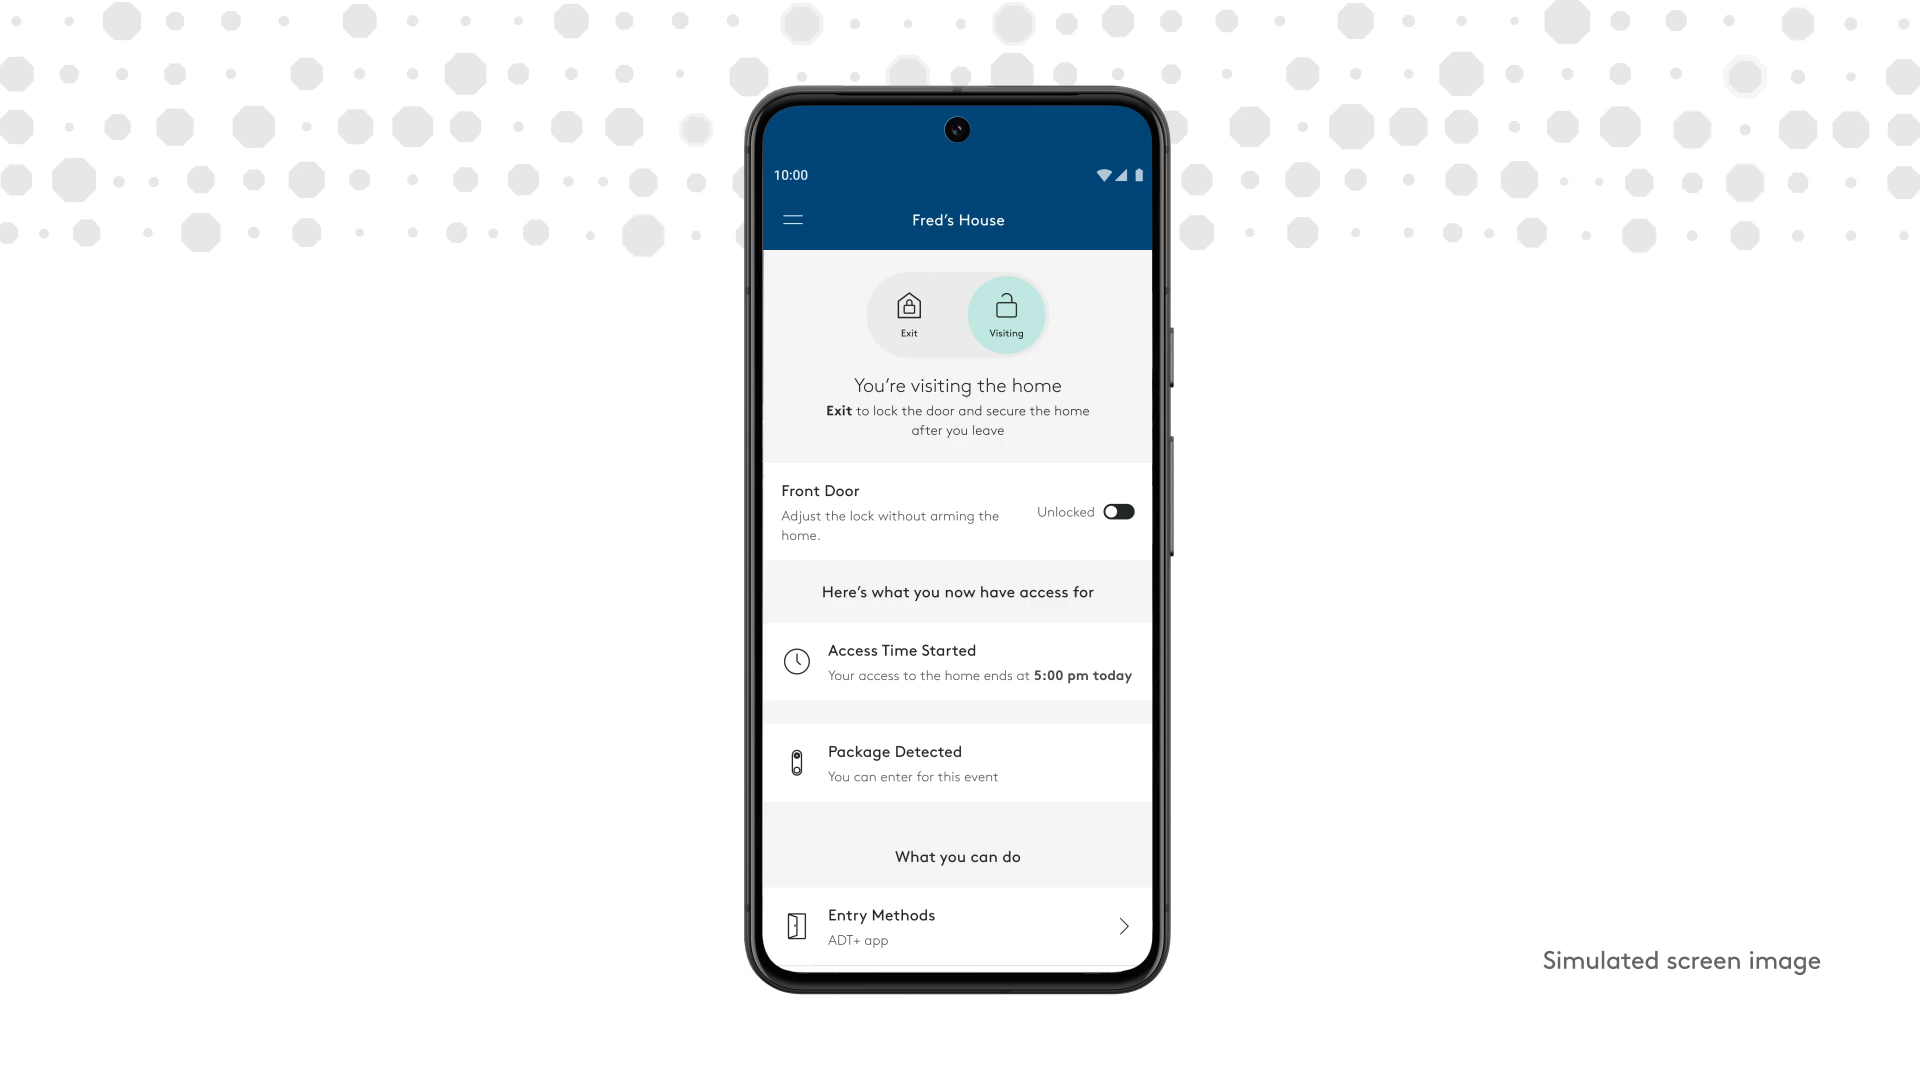 10:00
Fred's House
Exit
Visiting
You're visiting the home
Exit to lock the door and secure the home
after you leave
Front Door
Adjust the lock without arming the
home.
Unlocked
Here's what you now have access for
Access Time Started
Your access to the home ends at 5:00 pm today
Package Detected
You can enter for this event
What you can do
Entry Methods
ADT+ app
Simulated screen image